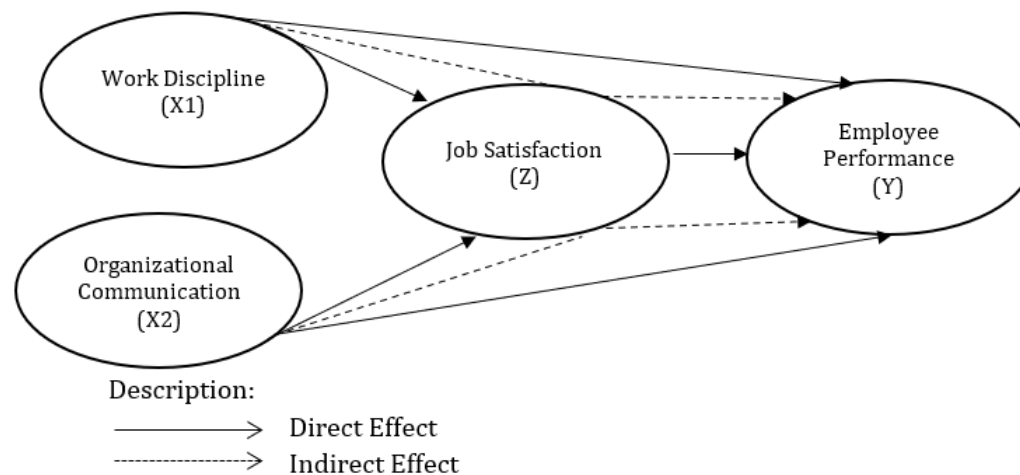 Work Discipline
(X1)
Job Satisfaction
(Z)
Employee
Performance
(Y)
Organizational
Communication
(X2)
Description:
Direct Effect
Indirect Effect